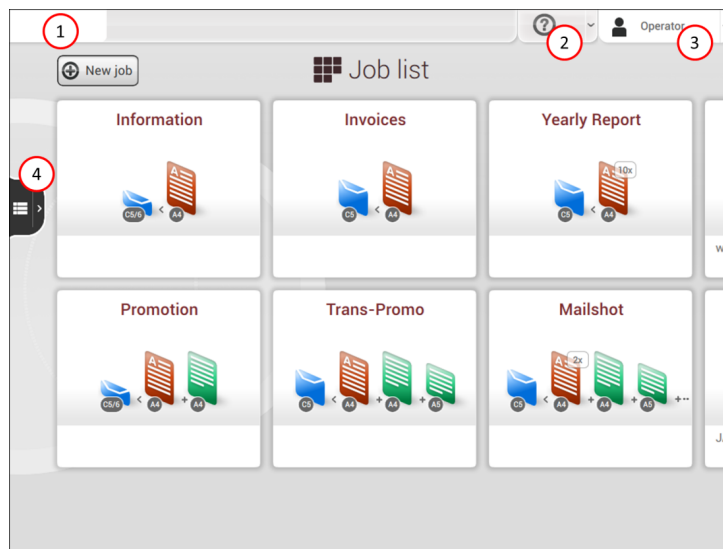 1
2
3
Operator
New job
Job list
Information
Invoices
Yearly Report
4
A
A
A
10x
C5/6 < A4
C5 < A4
C5 < A4
Promotion
Trans-Promo
Mailshot
A
A
A
2x
C5/6 < A4 + A4
C5 < A4 + A4 + A5
C5 < A4 + A4 + A5 +--